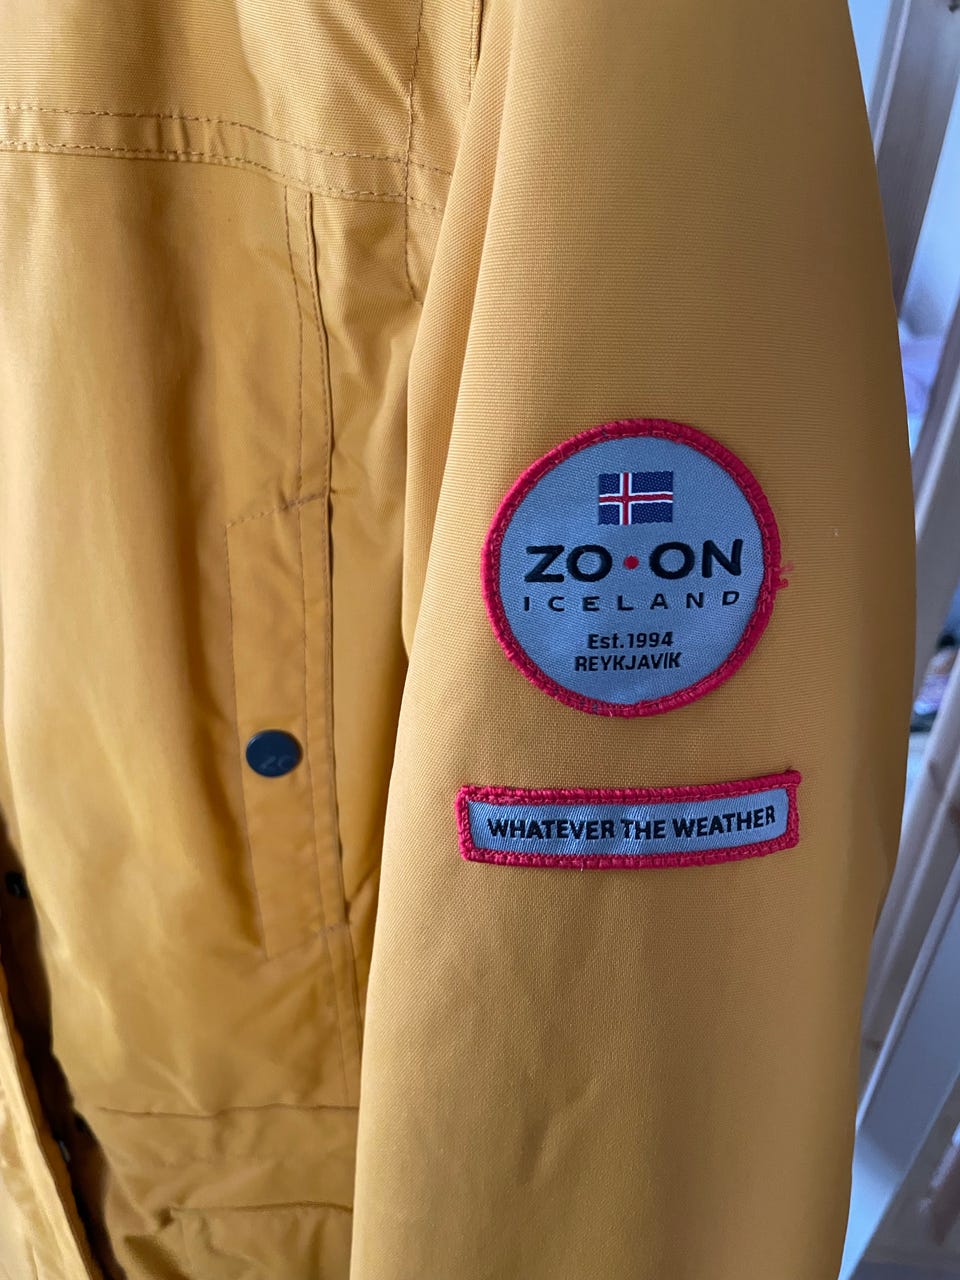 ZO•ON
ICELAND
Est.1994
REYKJAVIK
WHATEVER THE WEATHER